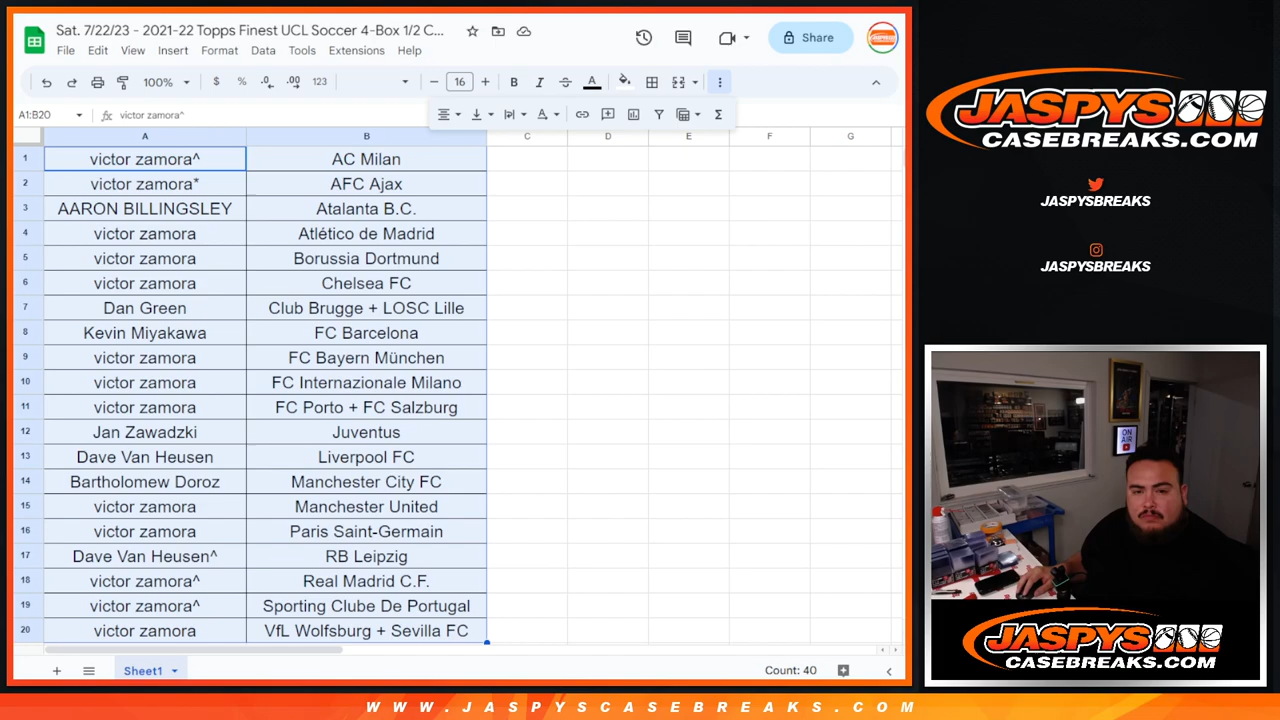 Sat. 7/22/23 - 2021-22 Topps Finest UCL Soccer 4-Box 1/2 C...
File Edit View Insert Format Data Tools Extensions Help
Share
100% $ % .0 .00 123 16 B I S A
A1:B20 fx victor zamora^
A B C D E F G
1 victor zamora^ AC Milan
2 victor zamora* AFC Ajax
3 AARON BILLINGSLEY Atalanta B.C.
4 victor zamora Atlético de Madrid
5 victor zamora Borussia Dortmund
6 victor zamora Chelsea FC
7 Dan Green Club Brugge + LOSC Lille
8 Kevin Miyakawa FC Barcelona
9 victor zamora FC Bayern München
10 victor zamora FC Internazionale Milano
11 victor zamora FC Porto + FC Salzburg
12 Jan Zawadzki Juventus
13 Dave Van Heusen Liverpool FC
14 Bartholomew Doroz Manchester City FC
15 victor zamora Manchester United
16 victor zamora Paris Saint-Germain
17 Dave Van Heusen^ RB Leipzig
18 victor zamora^ Real Madrid C.F.
19 victor zamora^ Sporting Clube De Portugal
20 victor zamora VfL Wolfsburg + Sevilla FC
Sheet1 Count: 40
JASPYS
CASEBREAKS.COM
JASPYSBREAKS
JASPYSBREAKS
ON
AIR
JASPYS
CASEBREAKS.COM
WWW.JASPYSCASEBREAKS.COM